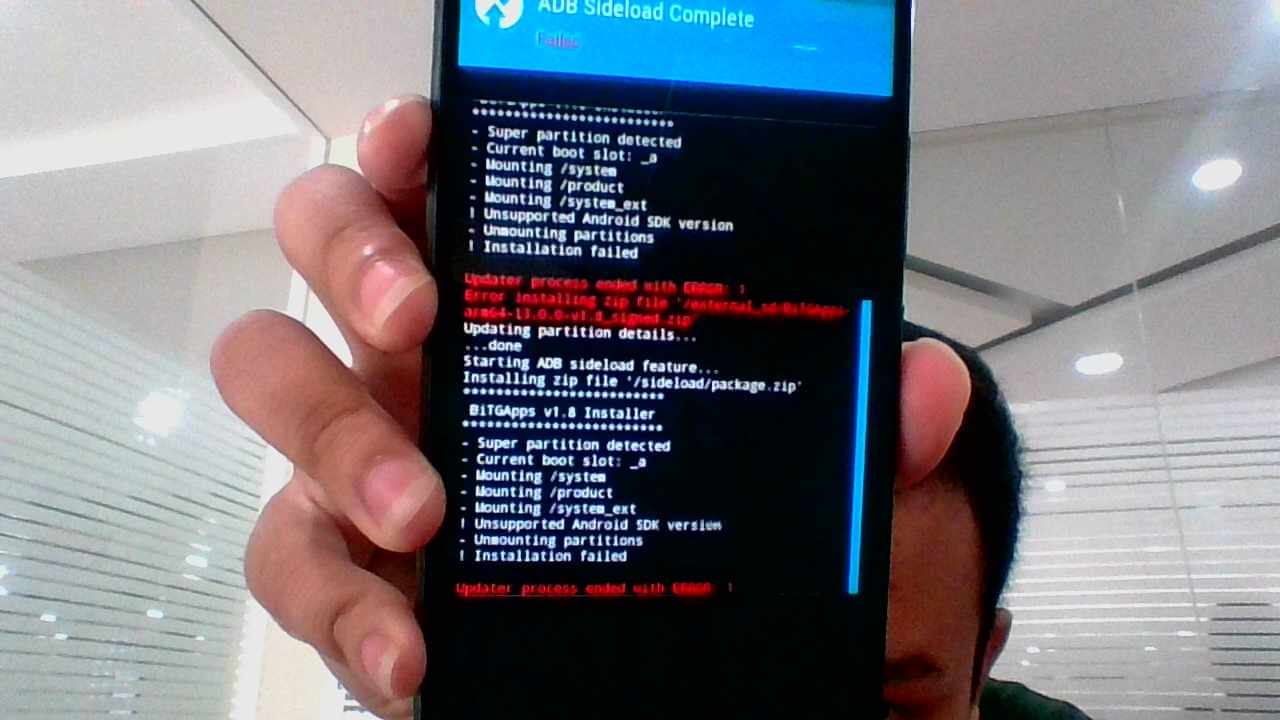 ADB Sideload Complete
Failed
************************
- Super partition detected
- Current boot slot: _a
- Mounting /system
- Mounting /product
- Mounting /system_ext
! Unsupported Android SDK version
- Unmounting partitions
! Installation failed
Updater process ended with ERROR: 1
Error installing zip file '/external_sd/BiTGApps-
arm64-13.0.0-v1.8_signed.zip'
Updating partition details...
...done
Starting ADB sideload feature...
Installing zip file '/sideload/package.zip'
************************
BiTGApps v1.8 Installer
************************
- Super partition detected
- Current boot slot: _a
- Mounting /system
- Mounting /product
- Mounting /system_ext
! Unsupported Android SDK version
- Unmounting partitions
! Installation failed
Updater process ended with ERROR: 1